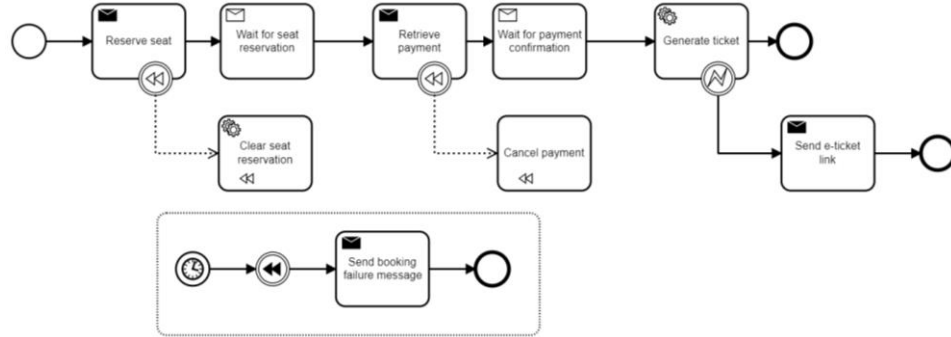 Reserve seat
Wait for seat
reservation
Retrieve
payment
Wait for payment
confirmation
Generate ticket
Clear seat
reservation
Cancel payment
Send e-ticket
link
Send booking
failure message